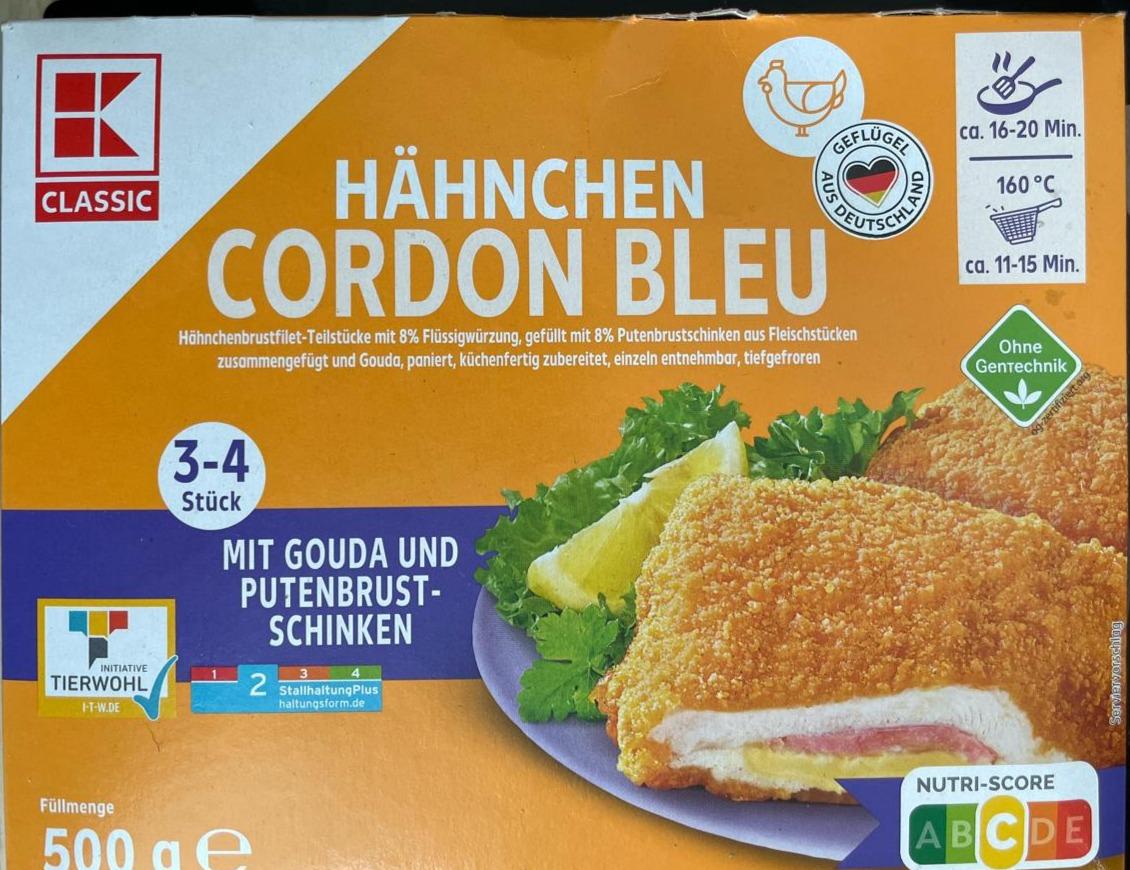 K
CLASSIC
HÄHNCHEN
CORDON BLEU
Hähnchenbrustfilet-Teilstücke mit 8% Flüssigwürzung, gefüllt mit 8% Putenbrustschinken aus Fleischstücken
zusammengefügt und Gouda, paniert, küchenfertig zubereitet, einzeln entnehmbar, tiefgefroren
GEFLÜGEL
AUS DEUTSCHLAND
ca. 16-20 Min.
160 °C
ca. 11-15 Min.
Ohne
GenTechnik
og-zertifiziert.org
3-4
Stück
MIT GOUDA UND
PUTENBRUST-
SCHINKEN
INITIATIVE
TIERWOHL
I-T-W.DE
1 2 3 4
StallhaltungPlus
haltungsform.de
Serviervorschlag
Füllmenge
500 g e
NUTRI-SCORE
A B C D E